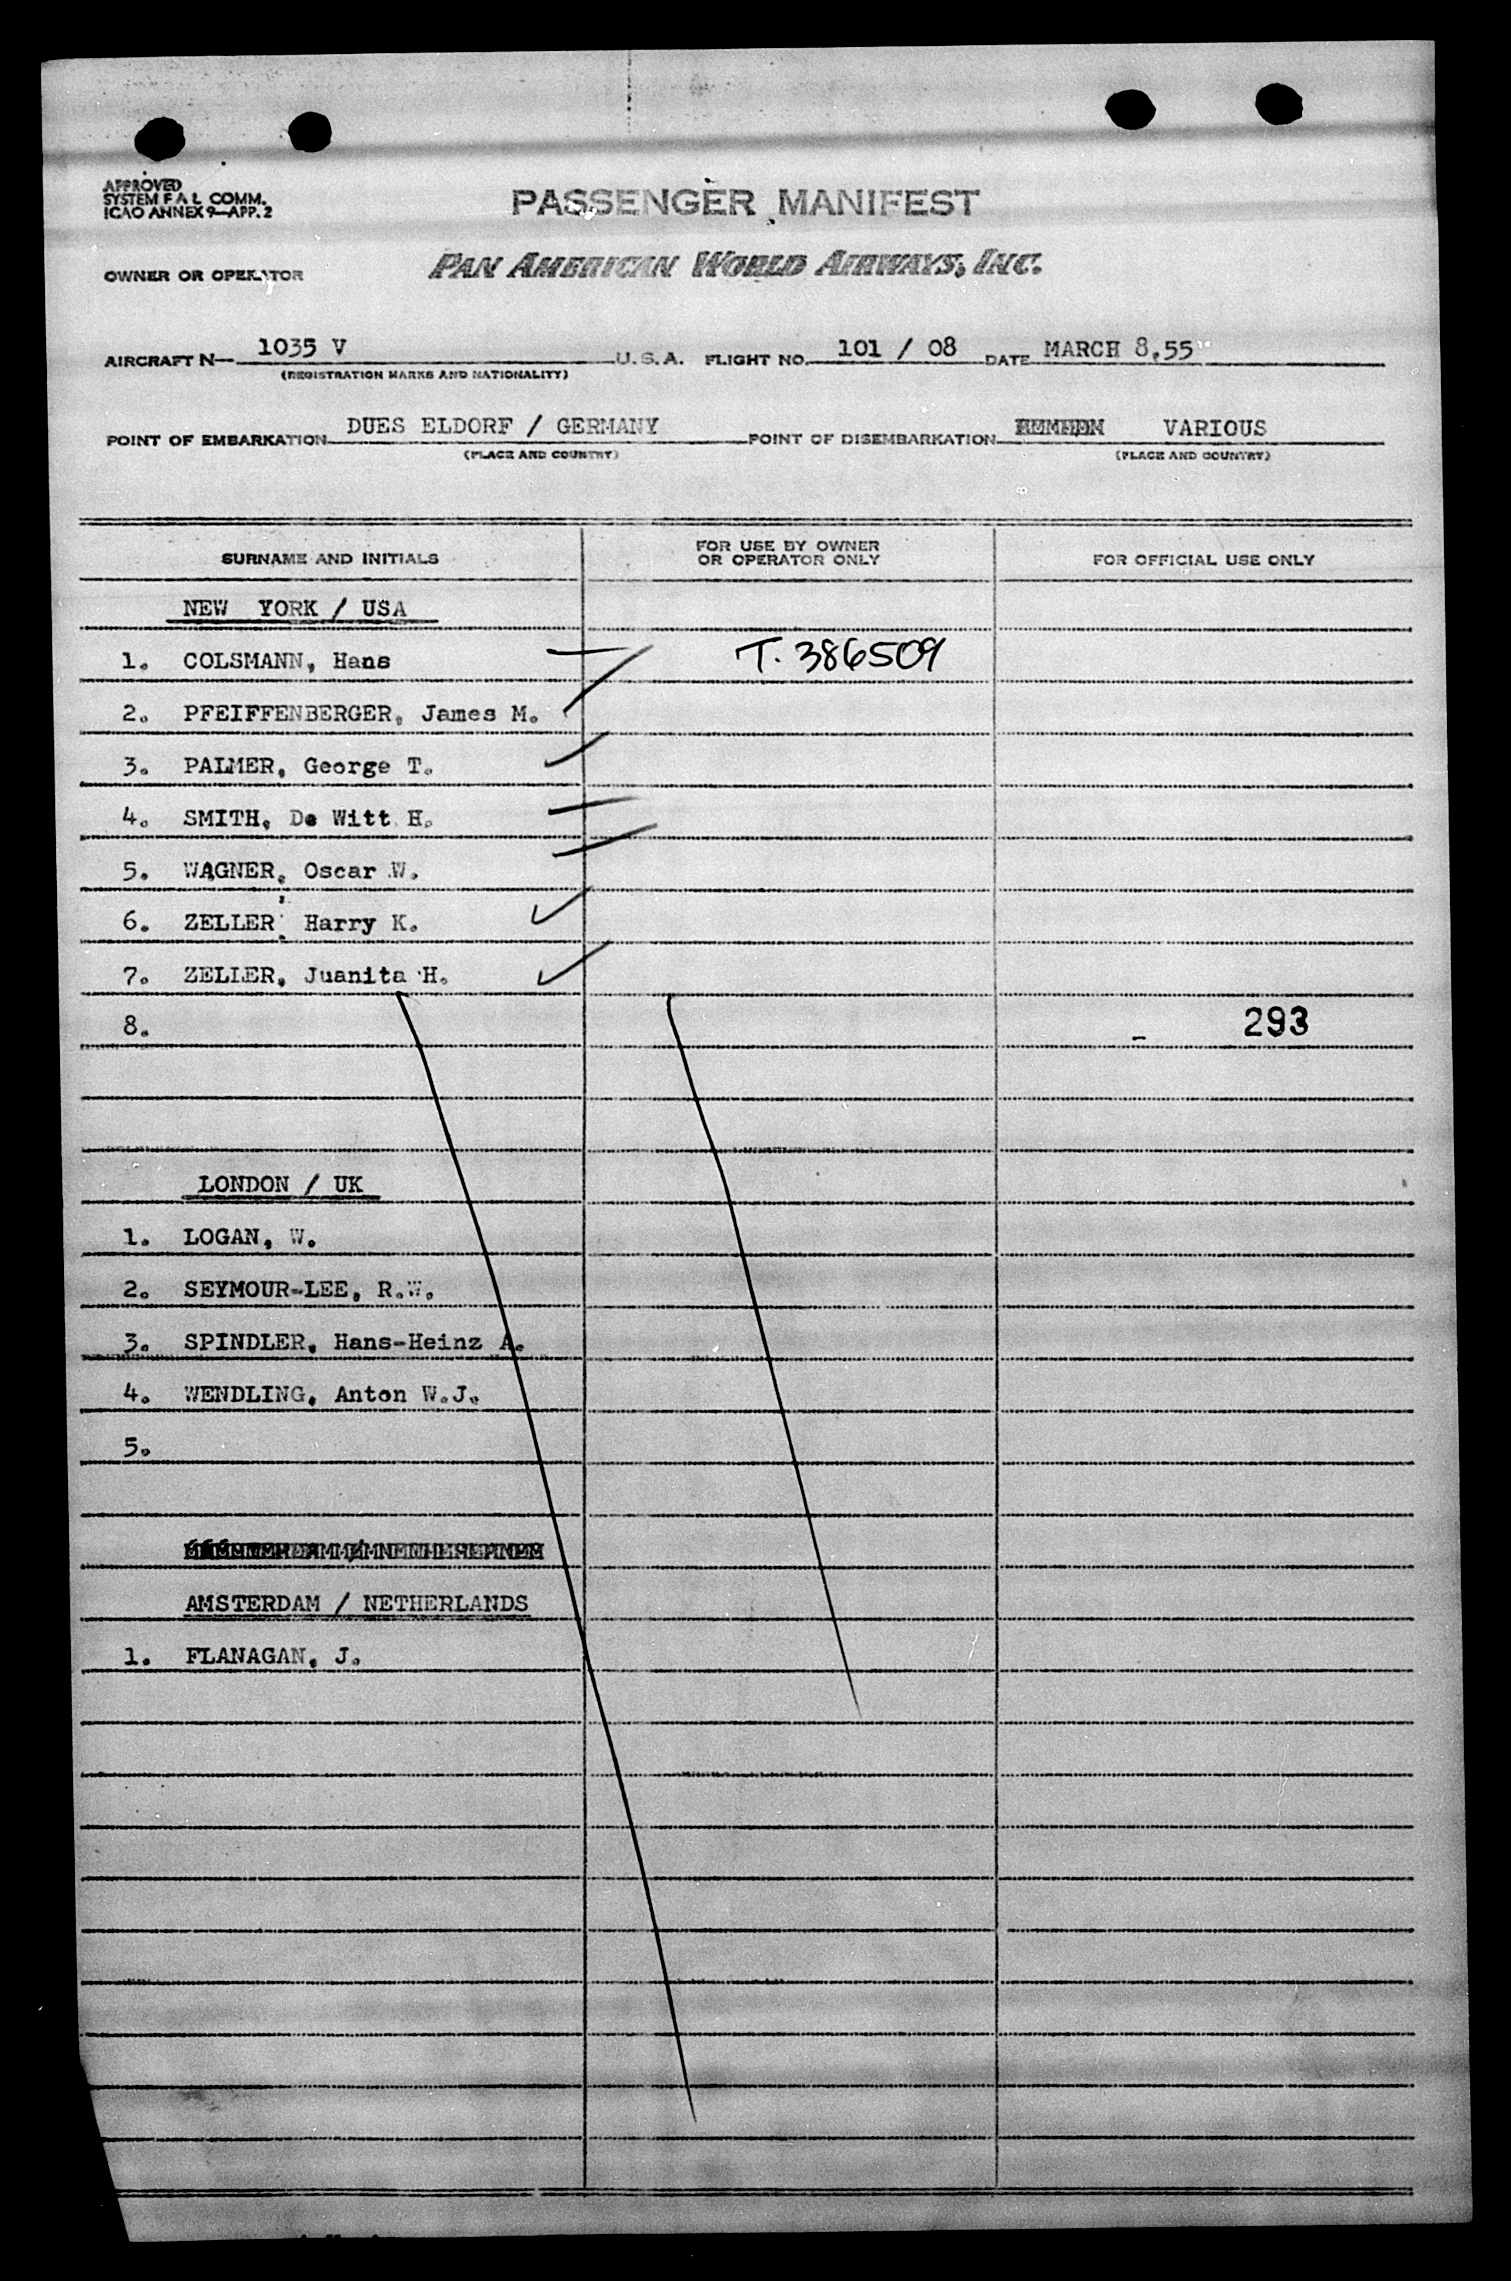 APPROVED
SYSTEM F A L COMM.
ICAO ANNEX 9—APP. 2
PASSENGER MANIFEST
OWNER OR OPERATOR PAN AMERICAN WORLD AIRWAYS, INC.
AIRCRAFT N— 1035 V U. S. A. FLIGHT NO. 101 / 08 DATE MARCH 8,55
(REGISTRATION MARKS AND NATIONALITY)
POINT OF EMBARKATION DUES ELDORF / GERMANY POINT OF DISEMBARKATION VARIOUS
(PLACE AND COUNTRY) (PLACE AND COUNTRY)
SURNAME AND INITIALS FOR USE BY OWNER OR OPERATOR ONLY FOR OFFICIAL USE ONLY
NEW YORK / USA
1. COLSMANN, Hans T. 386509
2. PFEIFFENBERGER, James M.
3. PALMER, George T.
4. SMITH, De Witt H.
5. WAGNER, Oscar W.
6. ZELLER, Harry K.
7. ZELLER, Juanita H.
8. 293
LONDON / UK
1. LOGAN, W.
2. SEYMOUR-LEE, R.W.
3. SPINDLER, Hans-Heinz A.
4. WENDLING, Anton W.J.
5.
AMSTERDAM / NETHERLANDS
1. FLANAGAN, J.